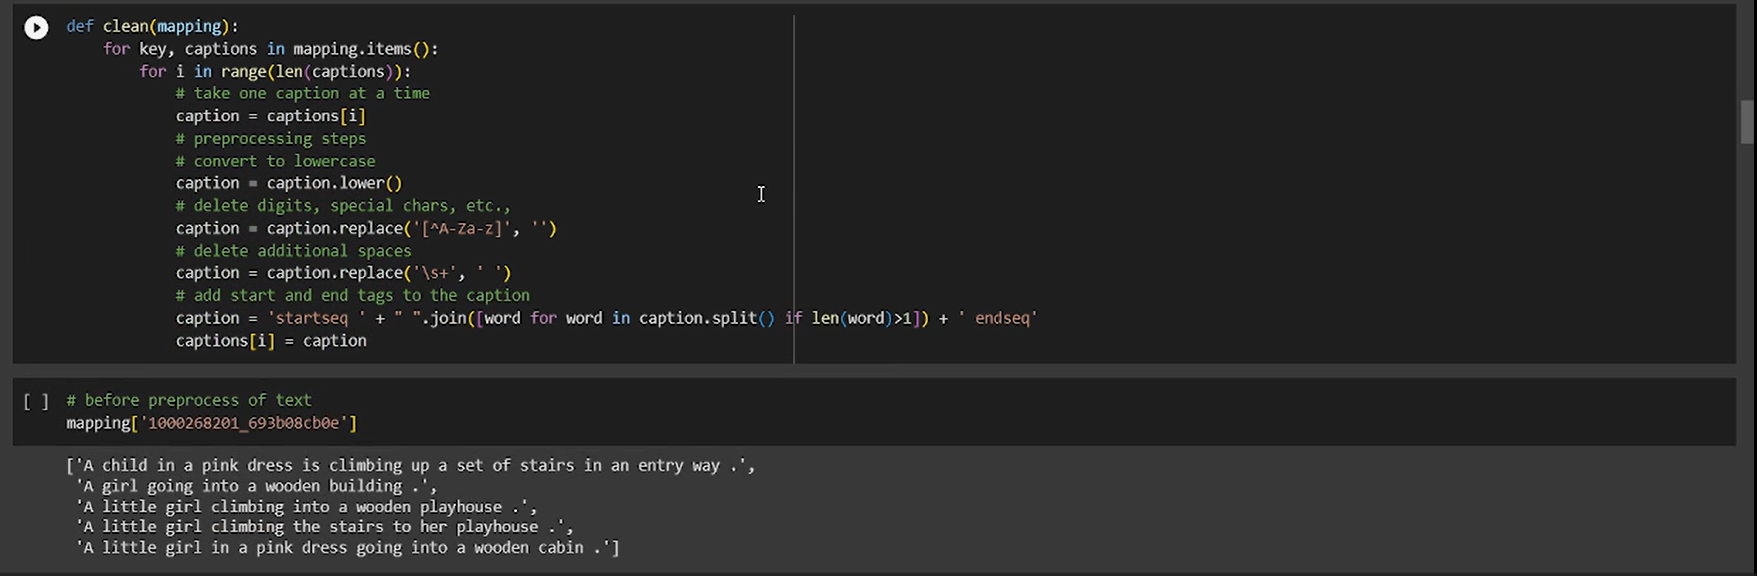 def clean(mapping):
    for key, captions in mapping.items():
        for i in range(len(captions)):
            # take one caption at a time
            caption = captions[i]
            # preprocessing steps
            # convert to lowercase
            caption = caption.lower()
            # delete digits, special chars, etc.,
            caption = caption.replace('[^A-Za-z]', '')
            # delete additional spaces
            caption = caption.replace('\s+', ' ')
            # add start and end tags to the caption
            caption = 'startseq ' + " ".join([word for word in caption.split() if len(word)>1]) + ' endseq'
            captions[i] = caption
[ ] # before preprocess of text
mapping['1000268201_693b08cb0e']
['A child in a pink dress is climbing up a set of stairs in an entry way .',
 'A girl going into a wooden building .',
 'A little girl climbing into a wooden playhouse .',
 'A little girl climbing the stairs to her playhouse .',
 'A little girl in a pink dress going into a wooden cabin .']